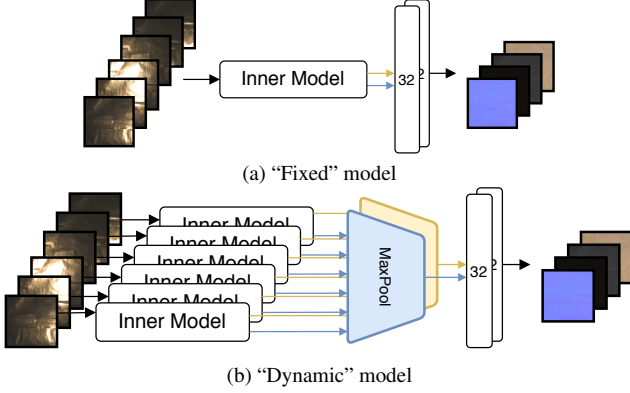 Inner Model
32
2
(a) “Fixed” model
Inner Model
Inner Model
Inner Model
Inner Model
Inner Model
Inner Model
MaxPool
32
2
(b) “Dynamic” model